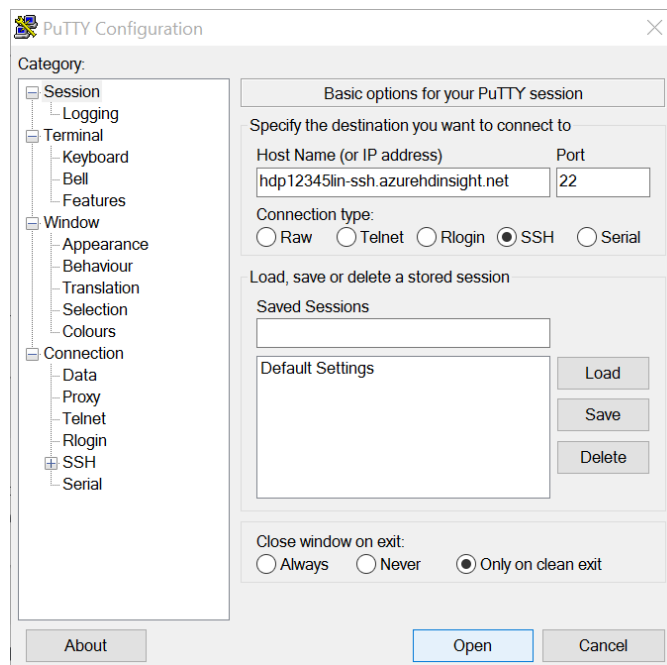 PuTTY Configuration
Category:
Session
Logging
Terminal
Keyboard
Bell
Features
Window
Appearance
Behaviour
Translation
Selection
Colours
Connection
Data
Proxy
Telnet
Rlogin
SSH
Serial
Basic options for your PuTTY session
Specify the destination you want to connect to
Host Name (or IP address) Port
hdp12345lin-ssh.azurehdinsight.net 22
Connection type:
Raw Telnet Rlogin SSH Serial
Load, save or delete a stored session
Saved Sessions
Default Settings
Load
Save
Delete
Close window on exit:
Always Never Only on clean exit
About Open Cancel